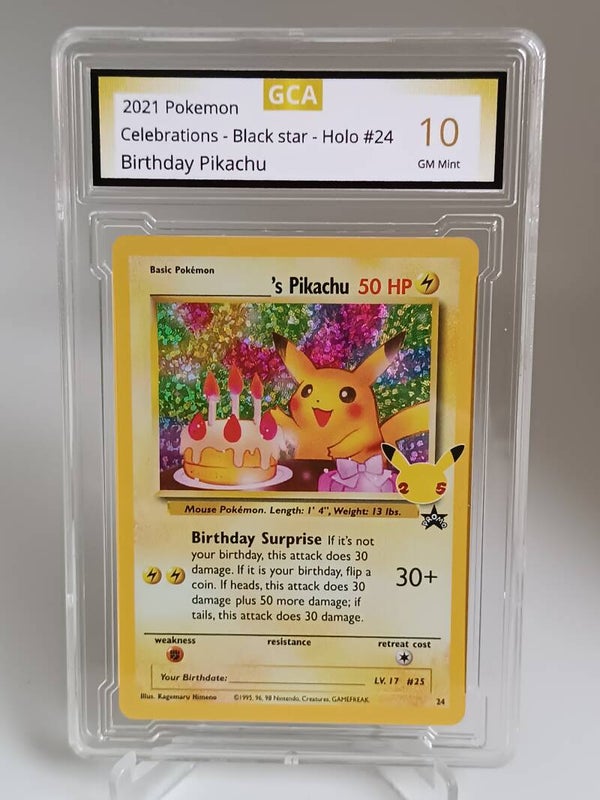 GCA
2021 Pokemon
Celebrations - Black star - Holo #24
Birthday Pikachu
10
GM Mint
Basic Pokémon
's Pikachu 50 HP
2 5
PROMO
Mouse Pokémon. Length: 1' 4", Weight: 13 lbs.
Birthday Surprise If it's not
your birthday, this attack does 30
damage. If it is your birthday, flip a
coin. If heads, this attack does 30
damage plus 50 more damage; if
tails, this attack does 30 damage.
30+
weakness resistance retreat cost
Your Birthdate:
LV. 17 #25
Illus. Kagemaru Himeno ©1995, 96, 98 Nintendo, Creatures, GAMEFREAK. 24